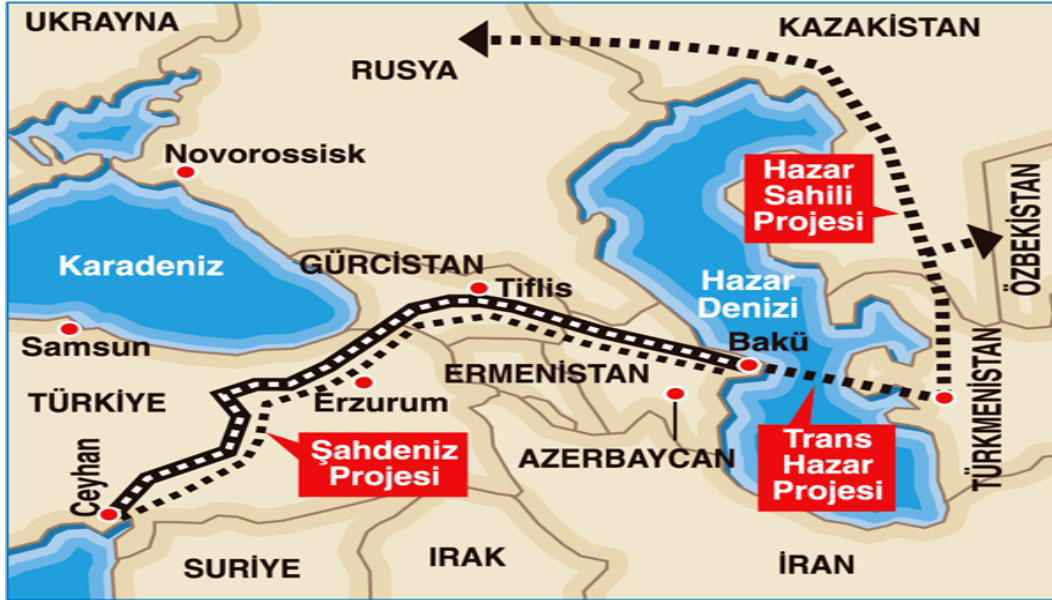 UKRAYNA
KAZAKİSTAN
RUSYA
Novorossisk
Hazar
Sahili
Projesi
ÖZBEKİSTAN
Karadeniz
GÜRCİSTAN
Tiflis
Hazar
Denizi
Samsun
Bakü
ERMENİSTAN
TÜRKİYE
Erzurum
TÜRKMENİSTAN
Şahdeniz
Projesi
AZERBAYCAN
Trans
Hazar
Projesi
Ceyhan
SURİYE
IRAK
İRAN